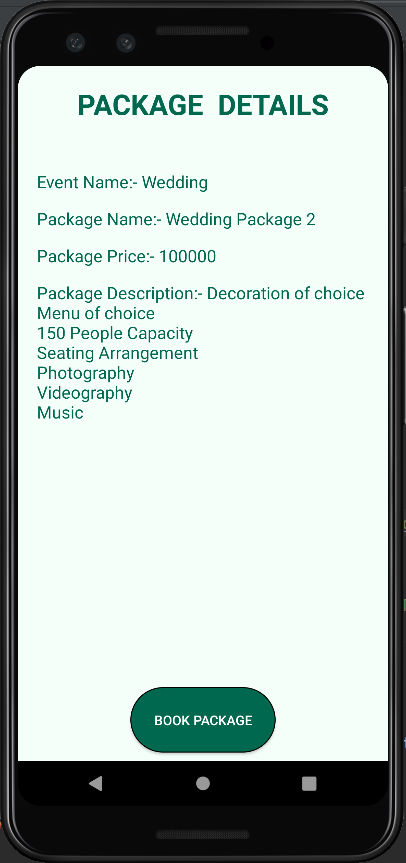 PACKAGE DETAILS
Event Name:- Wedding
Package Name:- Wedding Package 2
Package Price:- 100000
Package Description:- Decoration of choice
Menu of choice
150 People Capacity
Seating Arrangement
Photography
Videography
Music
BOOK PACKAGE